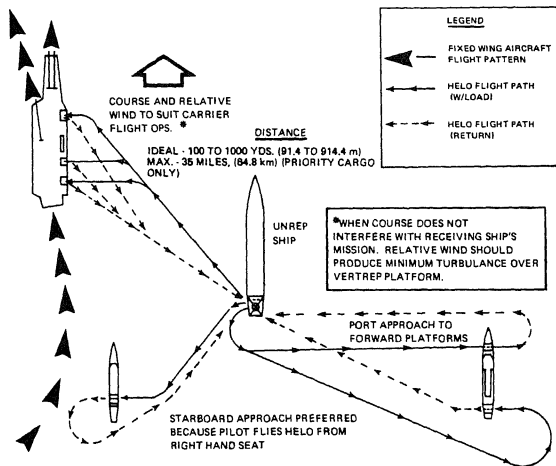 LEGEND
FIXED WING AIRCRAFT
FLIGHT PATTERN
HELO FLIGHT PATH
(W/LOAD)
HELO FLIGHT PATH
(RETURN)
COURSE AND RELATIVE
WIND TO SUIT CARRIER
FLIGHT OPS. *
DISTANCE
IDEAL - 100 TO 1000 YDS. (91.4 TO 914.4 m)
MAX. - 35 MILES, (64.8 km) (PRIORITY CARGO
ONLY)
UNREP
SHIP
*WHEN COURSE DOES NOT
INTERFERE WITH RECEIVING SHIP'S
MISSION. RELATIVE WIND SHOULD
PRODUCE MINIMUM TURBULANCE OVER
VERTREP PLATFORM.
PORT APPROACH TO
FORWARD PLATFORMS
STARBOARD APPROACH PREFERRED
BECAUSE PILOT FLIES HELO FROM
RIGHT HAND SEAT